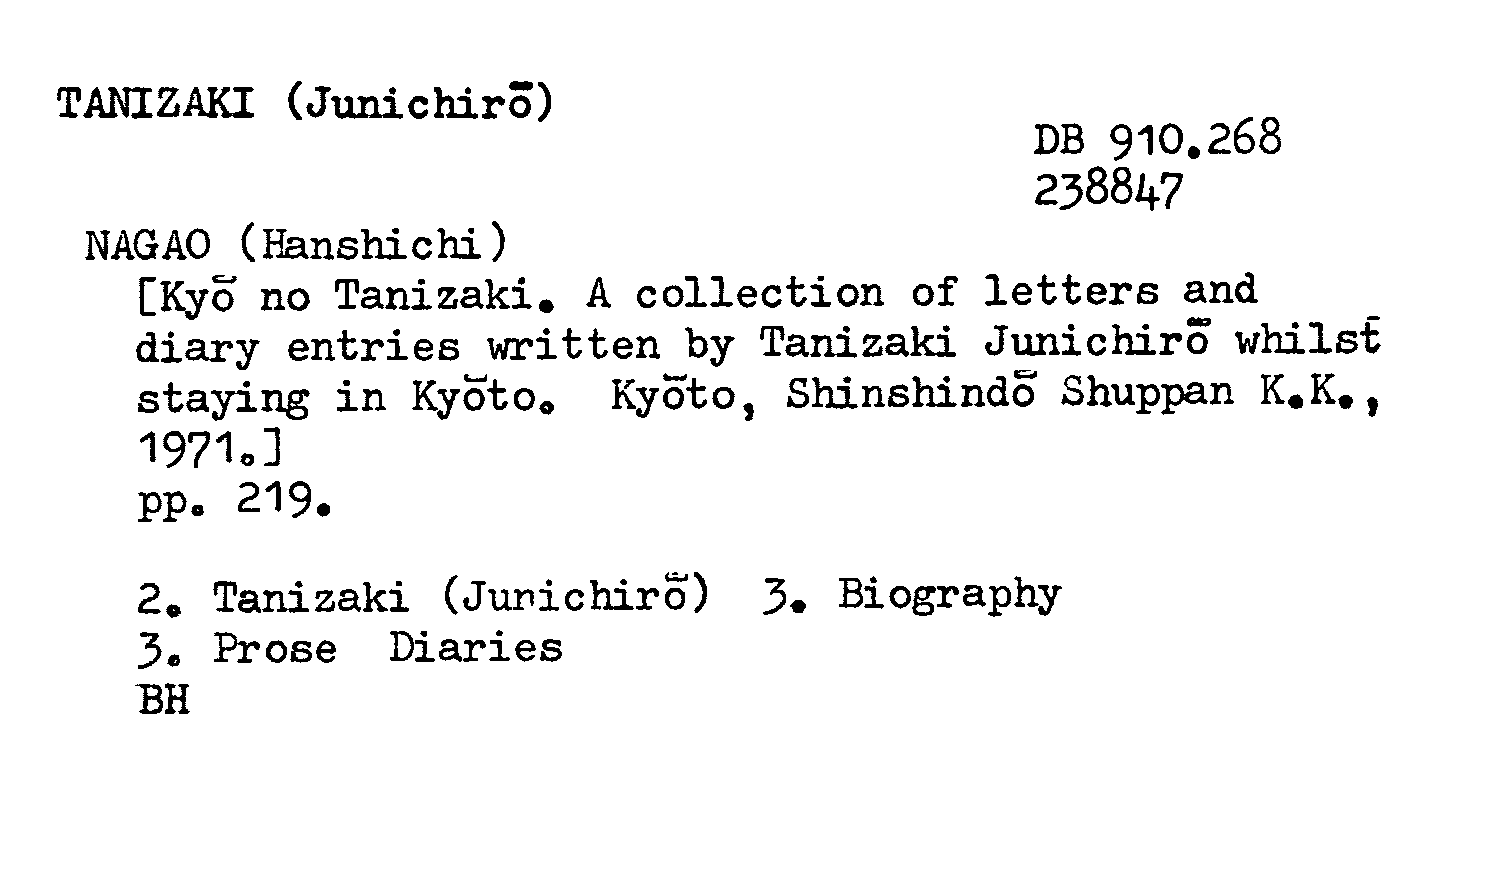 TANIZAKI (Junichirō)
DB 910.268
238847
NAGAO (Hanshichi)
[Kyō no Tanizaki. A collection of letters and
diary entries written by Tanizaki Junichirō whilst
staying in Kyōto. Kyōto, Shinshindō Shuppan K.K.,
1971.]
pp. 219.
2. Tanizaki (Junichirō) 3. Biography
3. Prose Diaries
BH